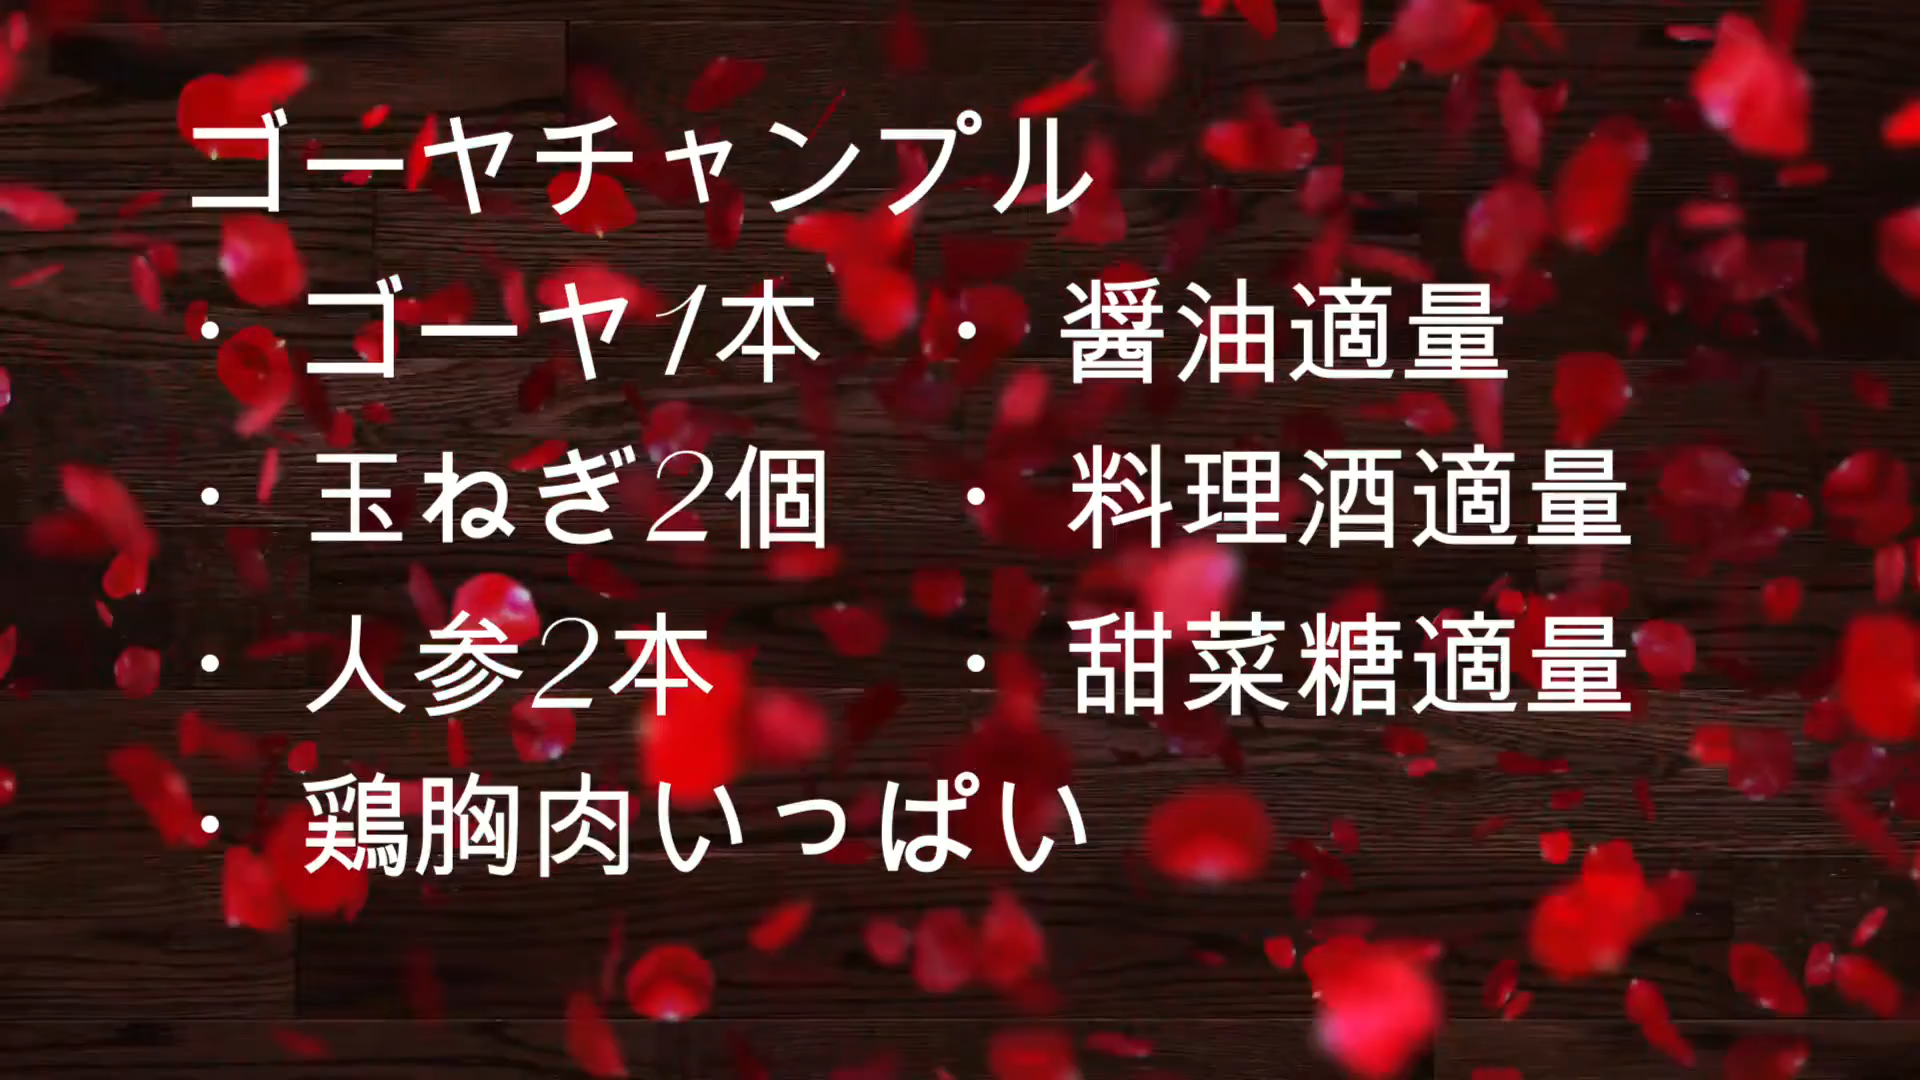 ゴーヤチャンプル
・ゴーヤ1本
・玉ねぎ2個
・人参2本
・鶏胸肉いっぱい
・醤油適量
・料理酒適量
・甜菜糖適量